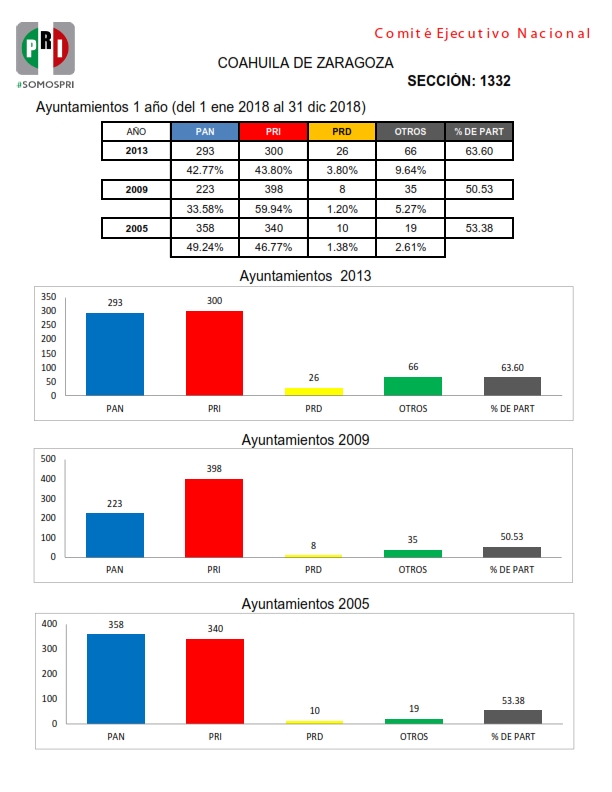 Comité Ejecutivo Nacional
PRI
#SOMOSPRI
COAHUILA DE ZARAGOZA
SECCIÓN: 1332
Ayuntamientos 1 año (del 1 ene 2018 al 31 dic 2018)
AÑO PAN PRI PRD OTROS % DE PART
2013 293 300 26 66 63.60
42.77% 43.80% 3.80% 9.64%
2009 223 398 8 35 50.53
33.58% 59.94% 1.20% 5.27%
2005 358 340 10 19 53.38
49.24% 46.77% 1.38% 2.61%
Ayuntamientos 2013
350
300
250
200
150
100
50
0
293 300 26 66 63.60
PAN PRI PRD OTROS % DE PART
Ayuntamientos 2009
500
400
300
200
100
0
223 398 8 35 50.53
PAN PRI PRD OTROS % DE PART
Ayuntamientos 2005
400
300
200
100
0
358 340 10 19 53.38
PAN PRI PRD OTROS % DE PART